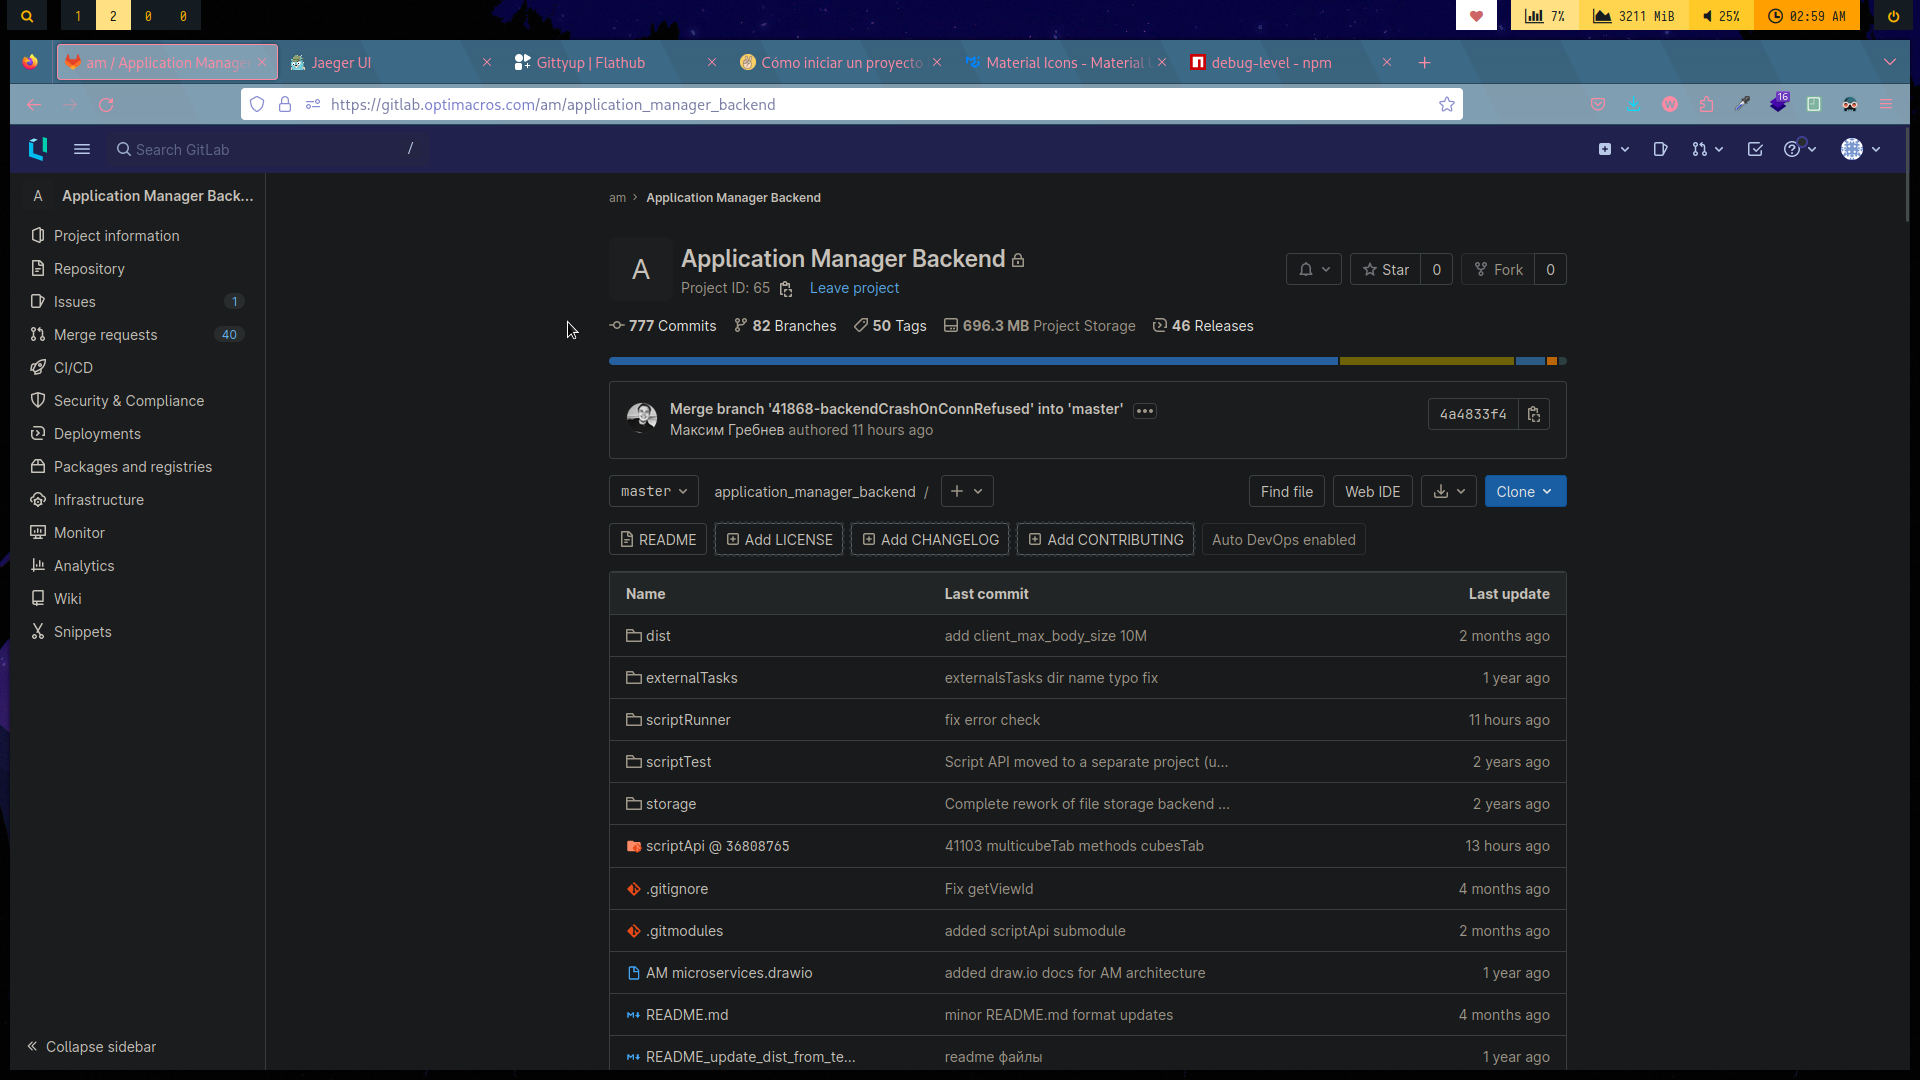 1 2 0 0 7% 3211 MiB 25% 02:59 AM
am / Application Manage Jaeger UI Gittyup | Flathub Cómo iniciar un proyecto Material Icons - Material debug-level - npm
https://gitlab.optimacros.com/am/application_manager_backend 16
Search GitLab /
A Application Manager Back...
Project information
Repository
Issues 1
Merge requests 40
CI/CD
Security & Compliance
Deployments
Packages and registries
Infrastructure
Monitor
Analytics
Wiki
Snippets
Collapse sidebar
am > Application Manager Backend
A Application Manager Backend
Project ID: 65 Leave project
Star 0 Fork 0
777 Commits 82 Branches 50 Tags 696.3 MB Project Storage 46 Releases
Merge branch '41868-backendCrashOnConnRefused' into 'master'
Максим Гребнев authored 11 hours ago
4a4833f4
master application_manager_backend / Find file Web IDE Clone
README Add LICENSE Add CHANGELOG Add CONTRIBUTING Auto DevOps enabled
Name Last commit Last update
dist add client_max_body_size 10M 2 months ago
externalTasks externalsTasks dir name typo fix 1 year ago
scriptRunner fix error check 11 hours ago
scriptTest Script API moved to a separate project (u... 2 years ago
storage Complete rework of file storage backend ... 2 years ago
scriptApi @ 36808765 41103 multicubeTab methods cubesTab 13 hours ago
.gitignore Fix getViewId 4 months ago
.gitmodules added scriptApi submodule 2 months ago
AM microservices.drawio added draw.io docs for AM architecture 1 year ago
README.md minor README.md format updates 4 months ago
README_update_dist_from_te... readme файлы 1 year ago